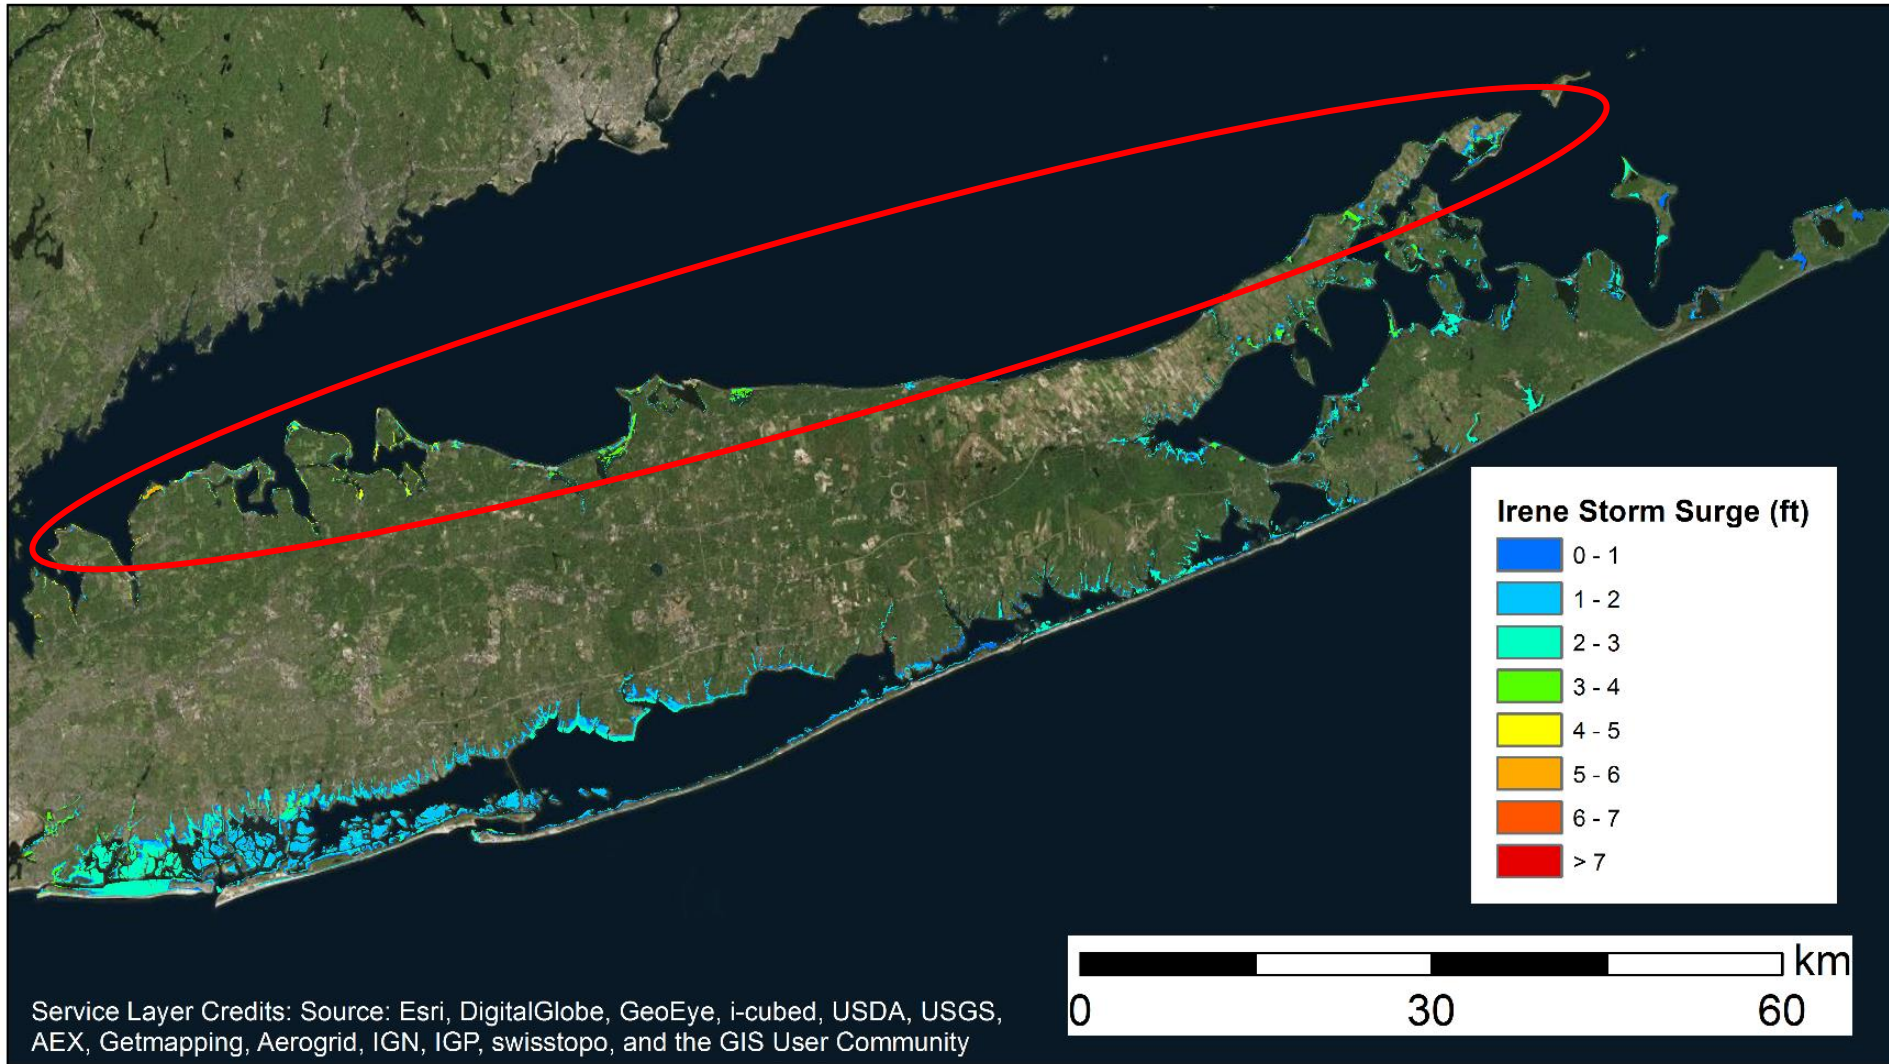 Irene Storm Surge (ft)
0 - 1
1 - 2
2 - 3
3 - 4
4 - 5
5 - 6
6 - 7
> 7
km
0 30 60
Service Layer Credits: Source: Esri, DigitalGlobe, GeoEye, i-cubed, USDA, USGS,
AEX, Getmapping, Aerogrid, IGN, IGP, swisstopo, and the GIS User Community